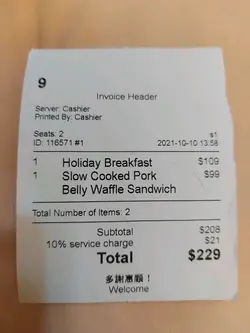 9
Invoice Header
Server: Cashier
Printed By: Cashier
Seats: 2 s1
ID: 116571 #1 2021-10-10 13:58
1 Holiday Breakfast $109
1 Slow Cooked Pork $99
Belly Waffle Sandwich
Total Number of Items: 2
Subtotal $208
10% service charge $21
Total $229
多謝惠顧！
Welcome